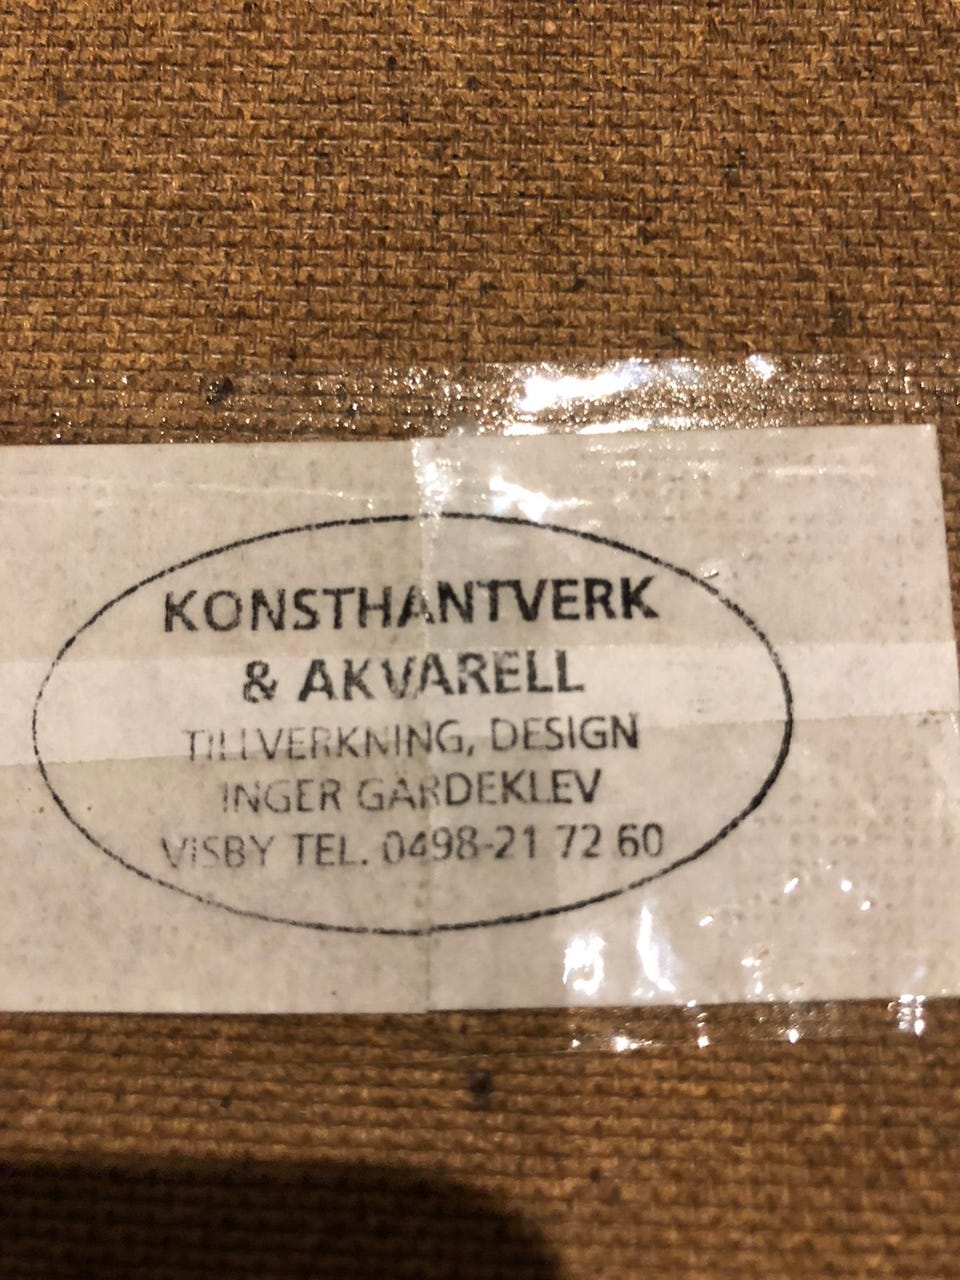 KONSTHANTVERK
& AKVARELL
TILLVERKNING, DESIGN
INGER GARDEKLEV
VISBY TEL. 0498-21 72 60